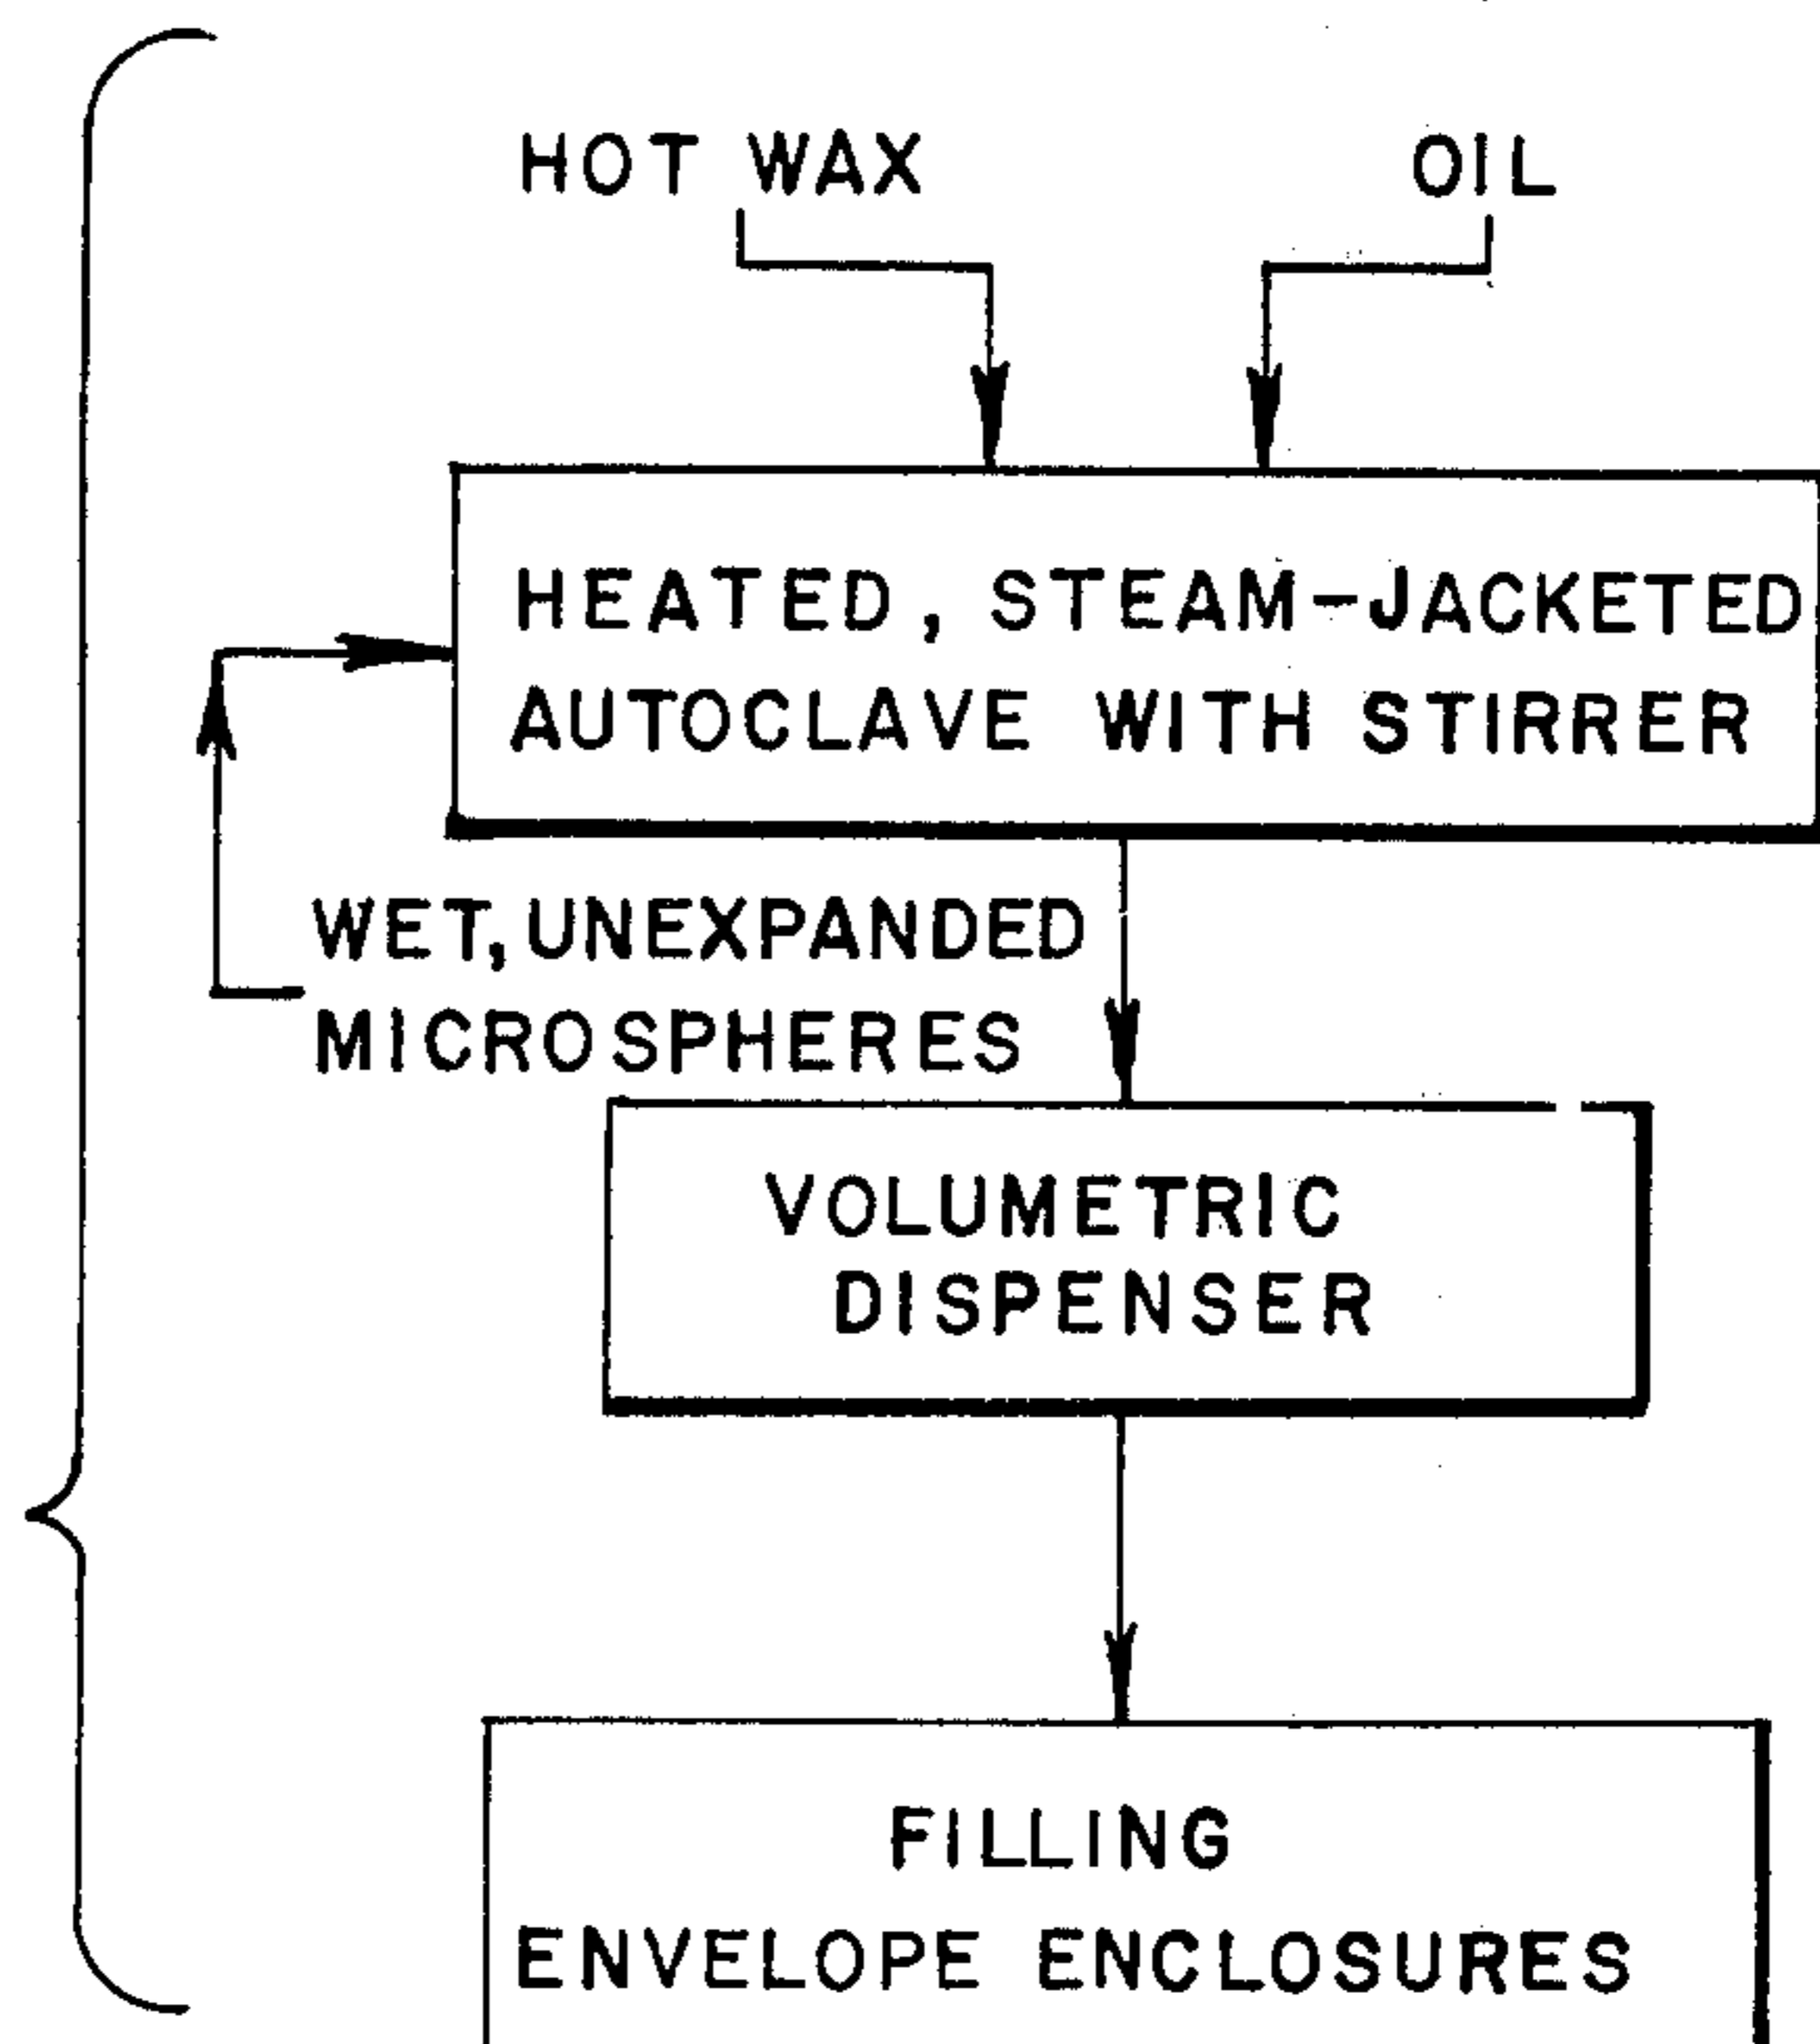 HOT WAX
OIL
HEATED, STEAM-JACKETED
AUTOCLAVE WITH STIRRER
WET, UNEXPANDED
MICROSPHERES
VOLUMETRIC
DISPENSER
FILLING
ENVELOPE ENCLOSURES